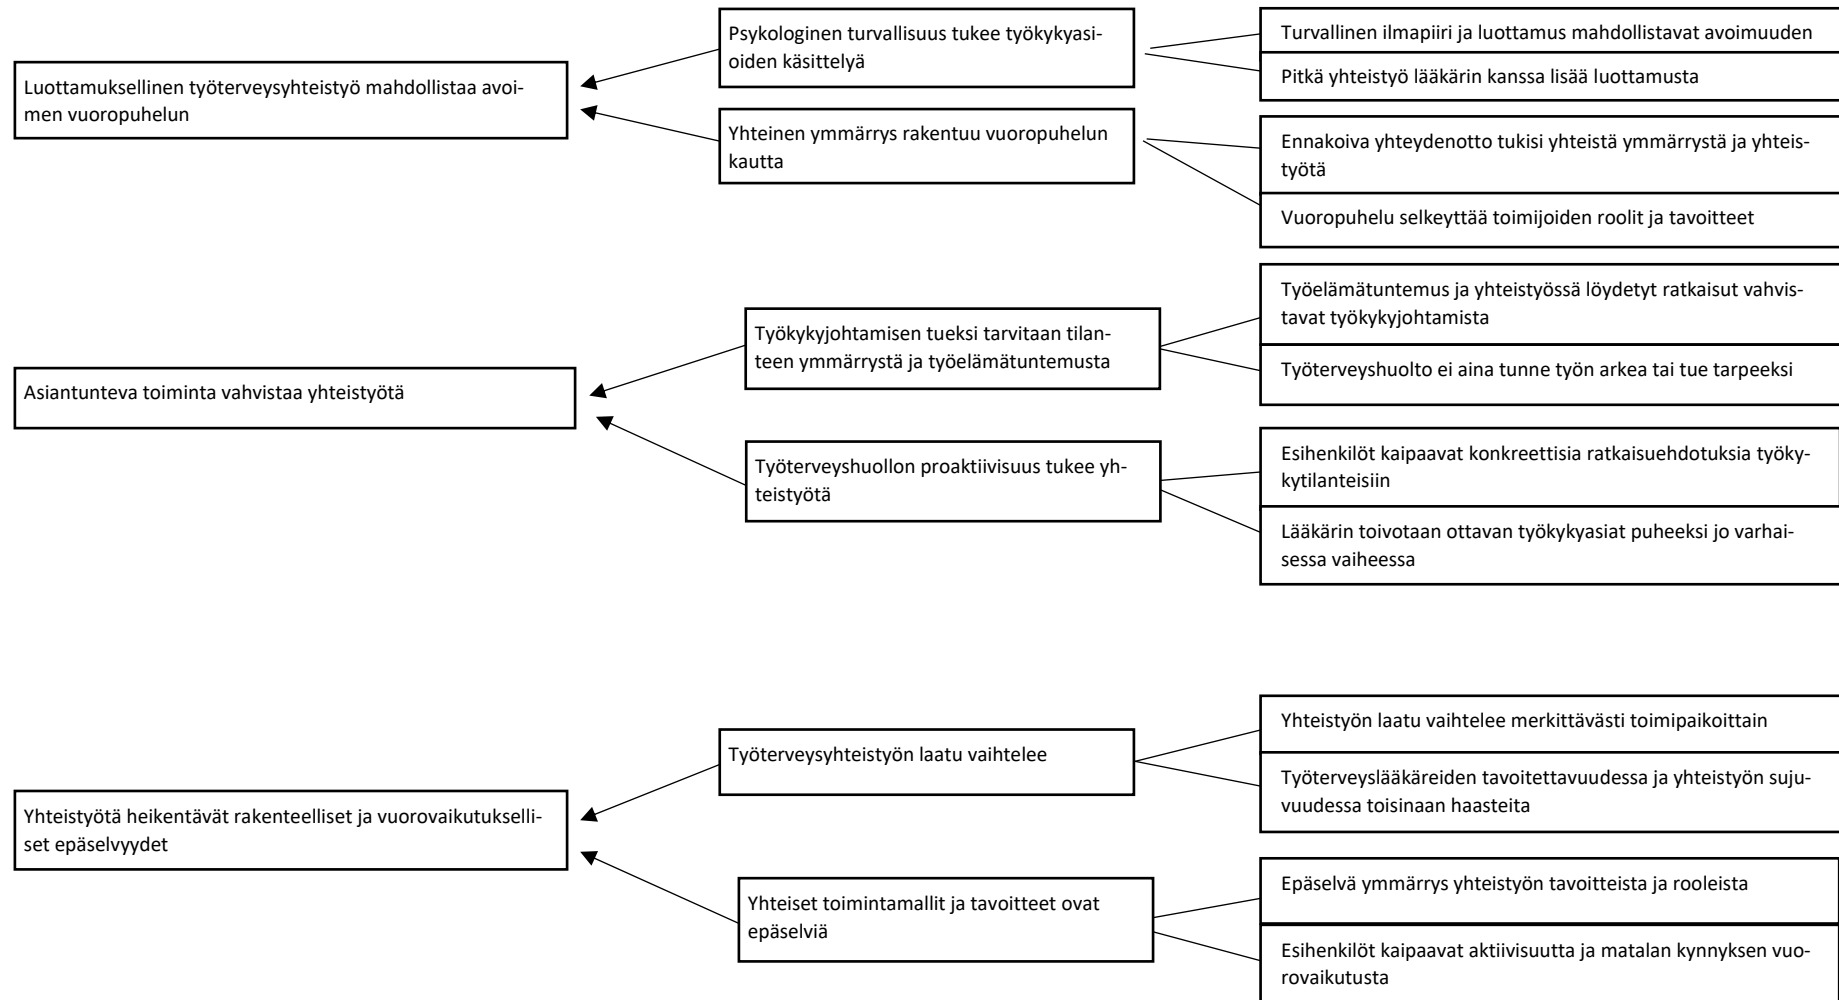 Luottamuksellinen työterveysyhteistyö mahdollistaa avoi-
men vuoropuhelun
Psykologinen turvallisuus tukee työkykyasi-
oiden käsittelyä
Turvallinen ilmapiiri ja luottamus mahdollistavat avoimuuden
Pitkä yhteistyö lääkärin kanssa lisää luottamusta
Yhteinen ymmärrys rakentuu vuoropuhelun
kautta
Ennakoiva yhteydenotto tukisi yhteistä ymmärrystä ja yhteis-
työtä
Vuoropuhelu selkeyttää toimijoiden roolit ja tavoitteet
Asiantunteva toiminta vahvistaa yhteistyötä
Työkykyjohtamisen tueksi tarvitaan tilan-
teen ymmärrystä ja työelämätuntemusta
Työelämätuntemus ja yhteistyössä löydetyt ratkaisut vahvis-
tavat työkykyjohtamista
Työterveyshuolto ei aina tunne työn arkea tai tue tarpeeksi
Työterveyshuollon proaktiivisuus tukee yh-
teistyötä
Esihenkilöt kaipaavat konkreettisia ratkaisuehdotuksia työky-
kytilanteisiin
Lääkärin toivotaan ottavan työkykyasiat puheeksi jo varhai-
sessa vaiheessa
Yhteistyötä heikentävät rakenteelliset ja vuorovaikutukselli-
set epäselvyydet
Työterveysyhteistyön laatu vaihtelee
Yhteistyön laatu vaihtelee merkittävästi toimipaikoittain
Työterveyslääkäreiden tavoitettavuudessa ja yhteistyön suju-
vuudessa toisinaan haasteita
Yhteiset toimintamallit ja tavoitteet ovat
epäselviä
Epäselvä ymmärrys yhteistyön tavoitteista ja rooleista
Esihenkilöt kaipaavat aktiivisuutta ja matalan kynnyksen vuo-
rovaikutusta